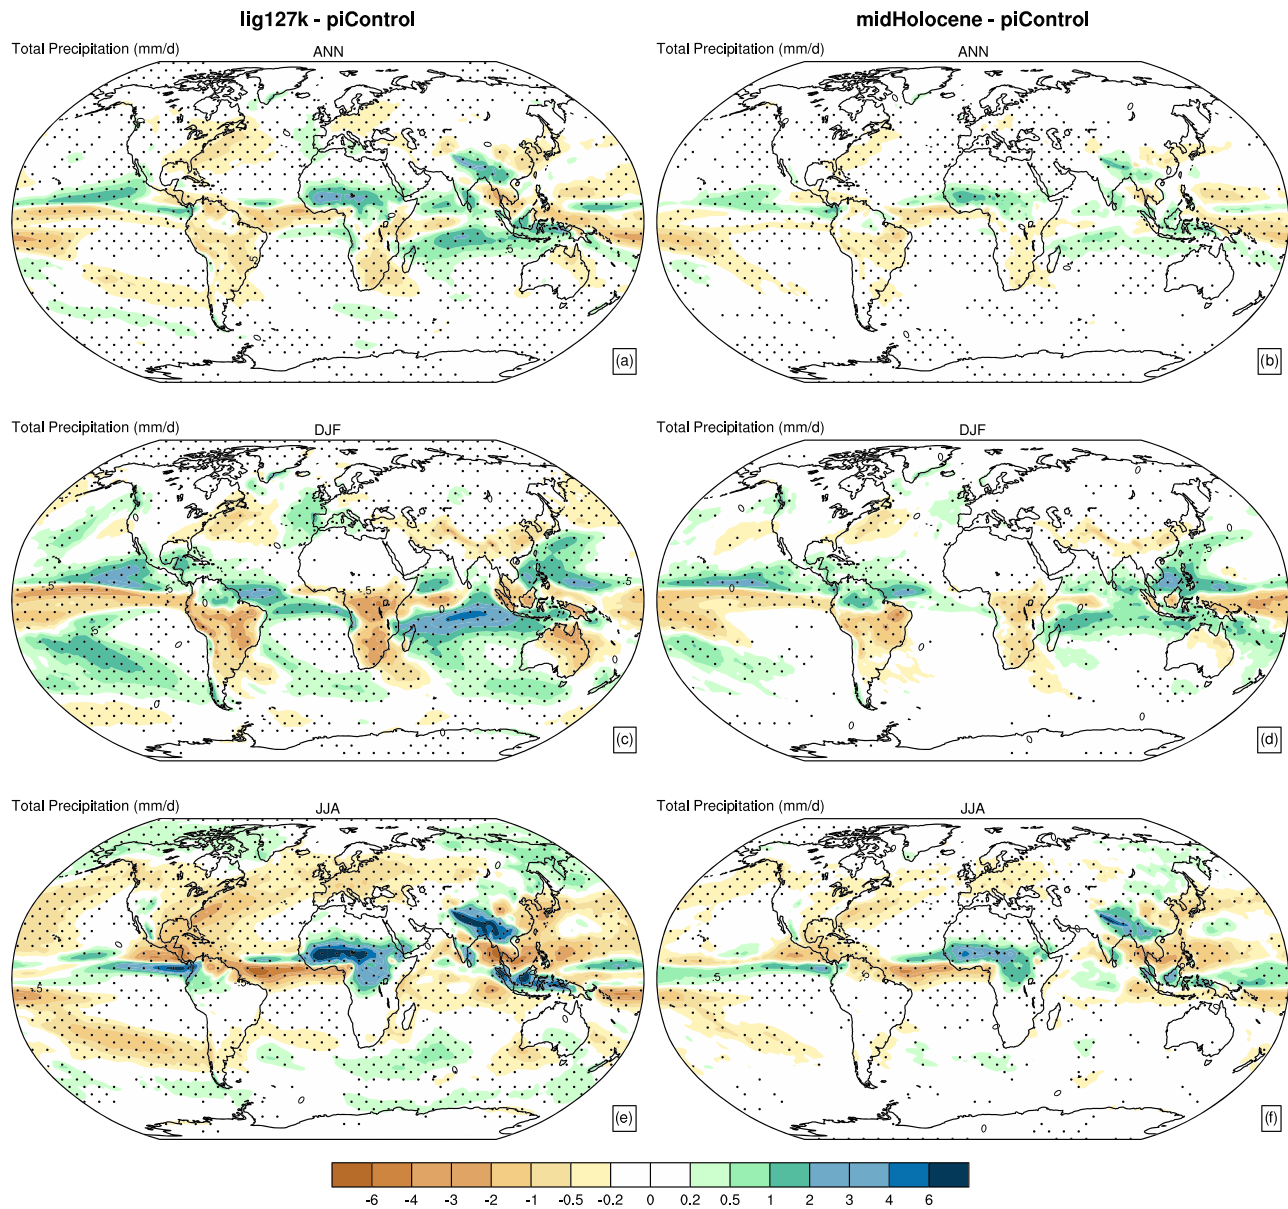 lig127k - piControl
midHolocene - piControl
Total Precipitation (mm/d)
ANN
Total Precipitation (mm/d)
ANN
(a)
(b)
Total Precipitation (mm/d)
DJF
Total Precipitation (mm/d)
DJF
(c)
(d)
Total Precipitation (mm/d)
JJA
Total Precipitation (mm/d)
JJA
(e)
(f)
-6 -4 -3 -2 -1 -0.5 -0.2 0 0.2 0.5 1 2 3 4 6